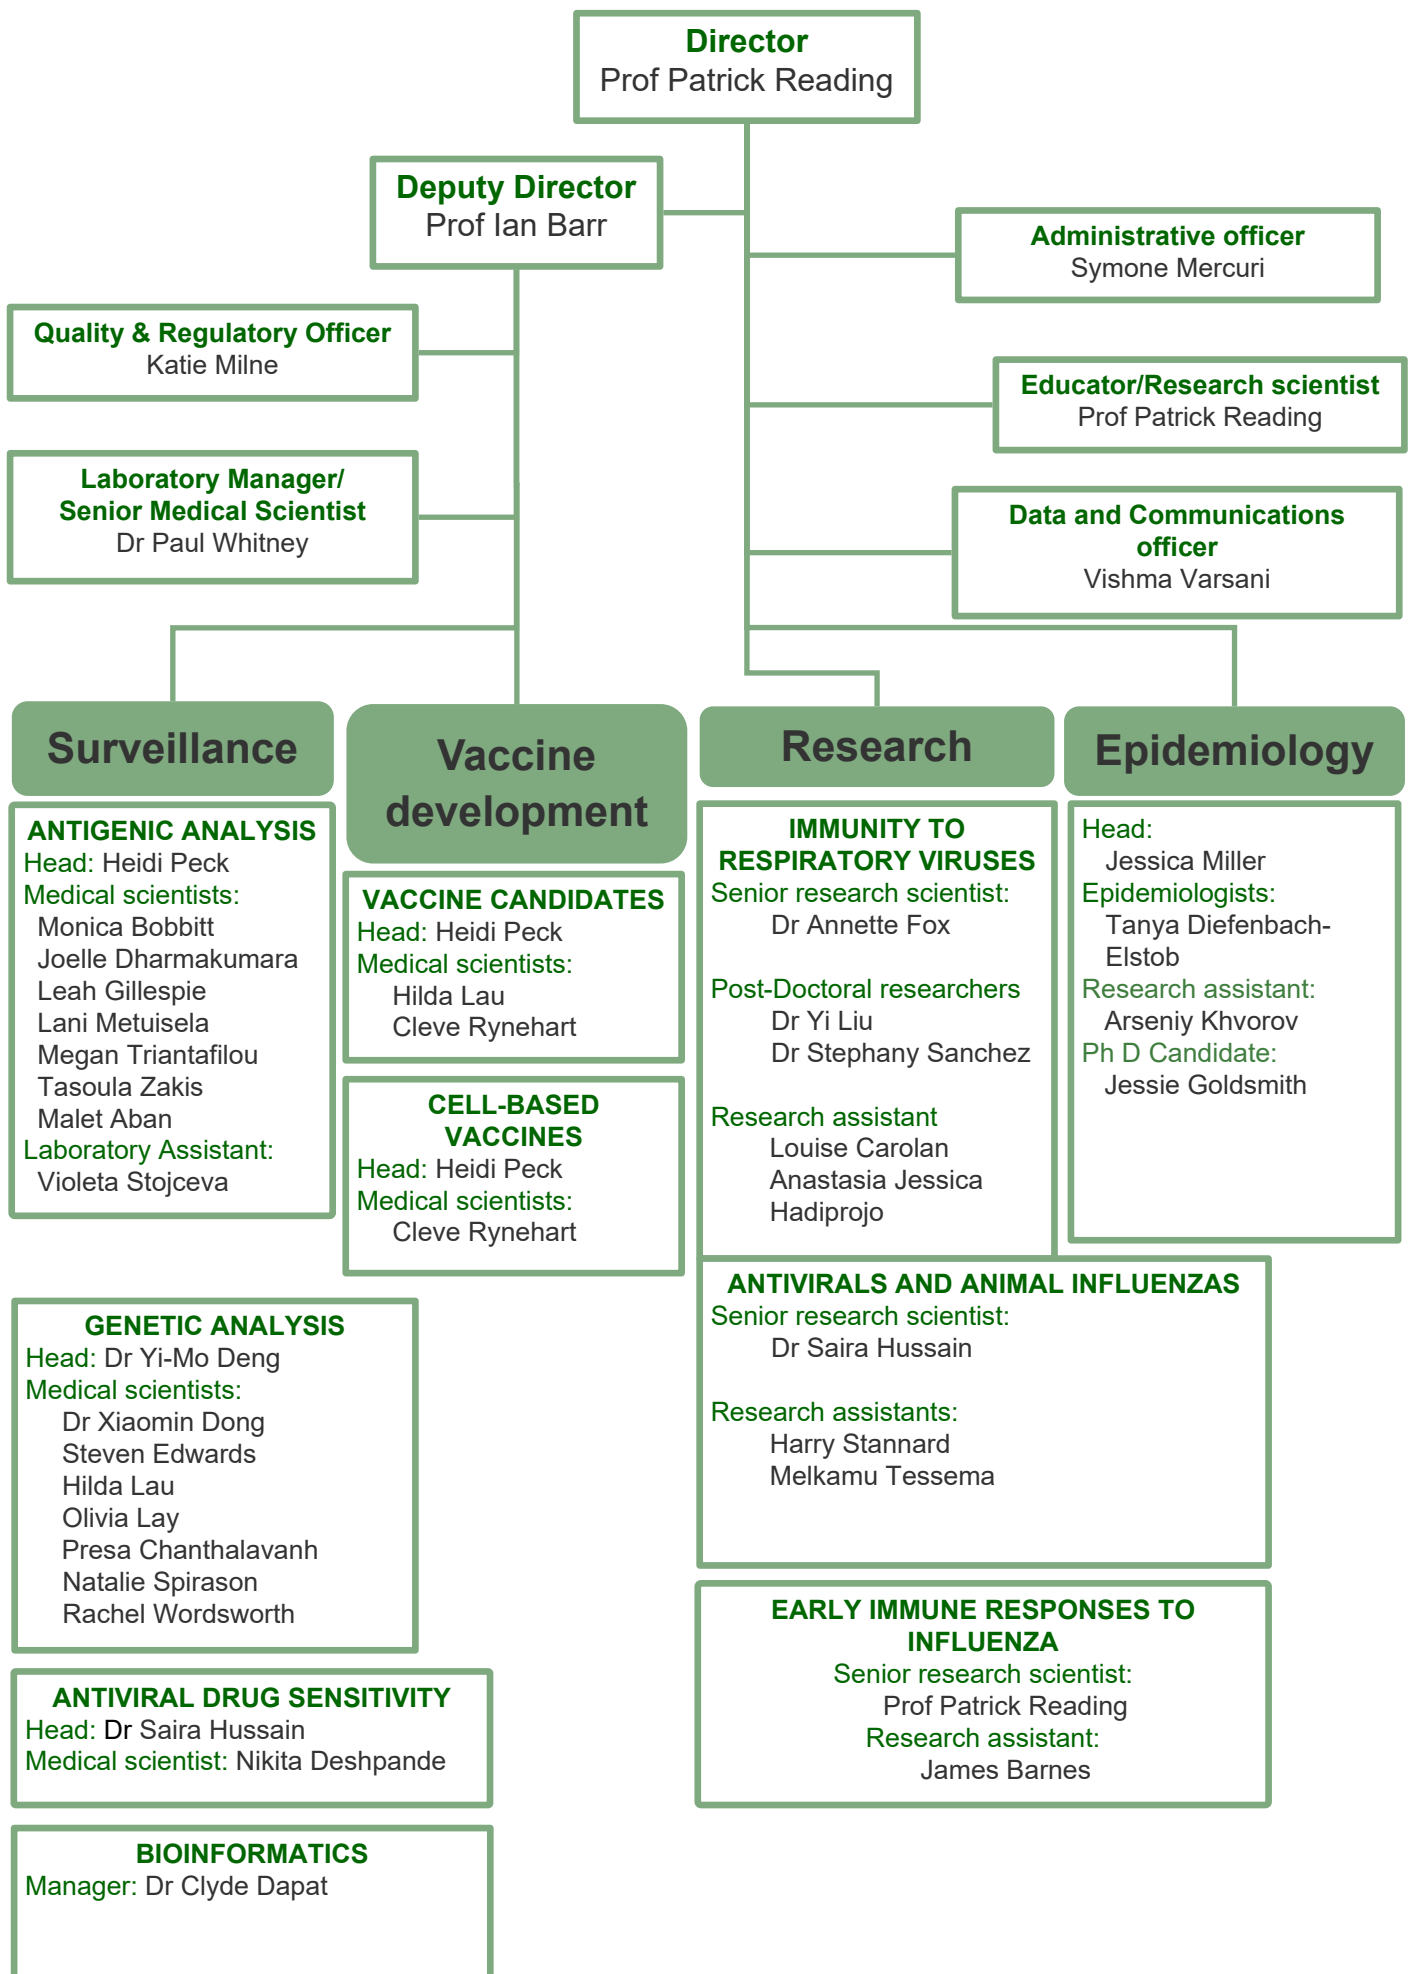 Director
Prof Patrick Reading
Deputy Director
Prof Ian Barr
Administrative officer
Symone Mercuri
Quality & Regulatory Officer
Katie Milne
Educator/Research scientist
Prof Patrick Reading
Laboratory Manager/
Senior Medical Scientist
Dr Paul Whitney
Data and Communications
officer
Vishma Varsani
Surveillance
ANTIGENIC ANALYSIS
Head: Heidi Peck
Medical scientists:
Monica Bobbitt
Joelle Dharmakumara
Leah Gillespie
Lani Metuisela
Megan Triantafilou
Tasoula Zakis
Malet Aban
Laboratory Assistant:
Violeta Stojceva
GENETIC ANALYSIS
Head: Dr Yi-Mo Deng
Medical scientists:
Dr Xiaomin Dong
Steven Edwards
Hilda Lau
Olivia Lay
Presa Chanthalavanh
Natalie Spirason
Rachel Wordsworth
ANTIVIRAL DRUG SENSITIVITY
Head: Dr Saira Hussain
Medical scientist: Nikita Deshpande
BIOINFORMATICS
Manager: Dr Clyde Dapat
Vaccine
development
VACCINE CANDIDATES
Head: Heidi Peck
Medical scientists:
Hilda Lau
Cleve Rynehart
CELL-BASED
VACCINES
Head: Heidi Peck
Medical scientists:
Cleve Rynehart
Research
IMMUNITY TO
RESPIRATORY VIRUSES
Senior research scientist:
Dr Annette Fox
Post-Doctoral researchers
Dr Yi Liu
Dr Stephany Sanchez
Research assistant
Louise Carolan
Anastasia Jessica
Hadiprojo
ANTIVIRALS AND ANIMAL INFLUENZAS
Senior research scientist:
Dr Saira Hussain
Research assistants:
Harry Stannard
Melkamu Tessema
EARLY IMMUNE RESPONSES TO
INFLUENZA
Senior research scientist:
Prof Patrick Reading
Research assistant:
James Barnes
Epidemiology
Head:
Jessica Miller
Epidemiologists:
Tanya Diefenbach-
Elstob
Research assistant:
Arseniy Khvorov
Ph D Candidate:
Jessie Goldsmith